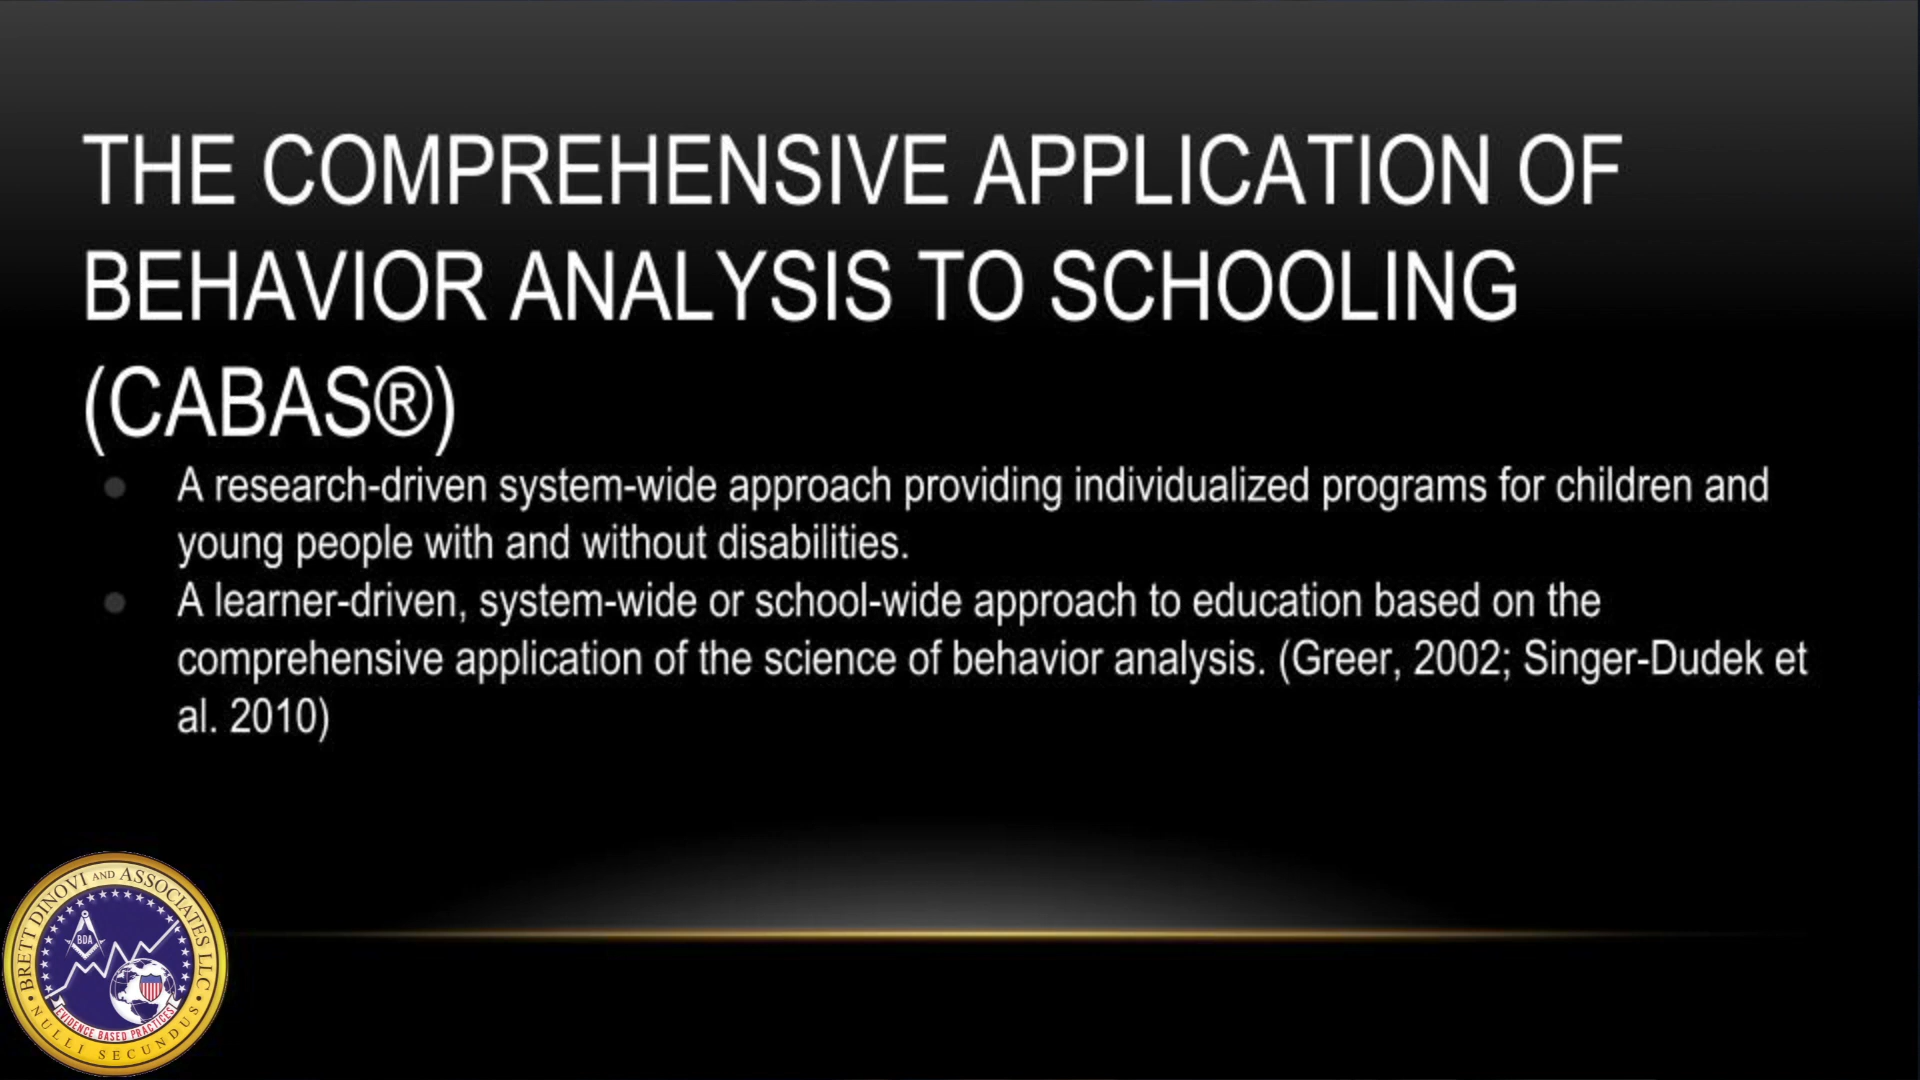 THE COMPREHENSIVE APPLICATION OF
BEHAVIOR ANALYSIS TO SCHOOLING
(CABAS®)
A research-driven system-wide approach providing individualized programs for children and
young people with and without disabilities.
A learner-driven, system-wide or school-wide approach to education based on the
comprehensive application of the science of behavior analysis. (Greer, 2002; Singer-Dudek et
al. 2010)
BRETT DINOVI AND ASSOCIATES LLC
BDA
EVIDENCE BASED PRACTICES
NULLI SECUNDUS